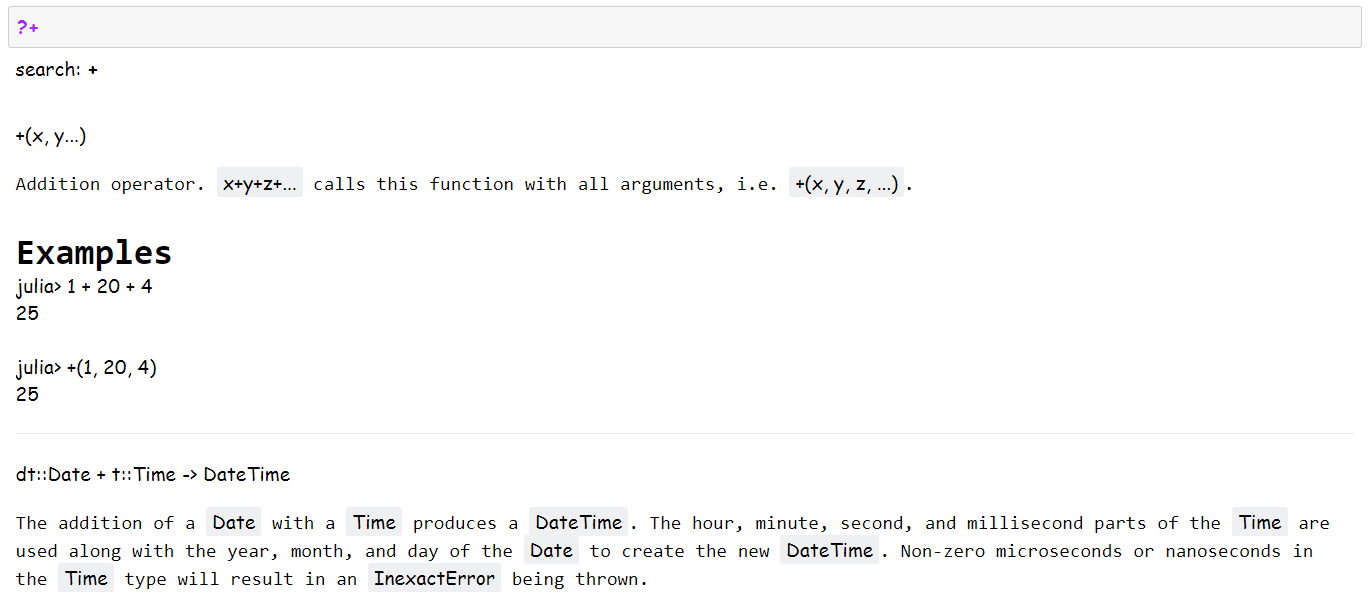 ?+
search: +
+(x, y...)
Addition operator. x+y+z+... calls this function with all arguments, i.e. +(x, y, z, ...).
Examples
julia> 1 + 20 + 4
25
julia> +(1, 20, 4)
25
dt::Date + t::Time -> DateTime
The addition of a Date with a Time produces a DateTime. The hour, minute, second, and millisecond parts of the Time are
used along with the year, month, and day of the Date to create the new DateTime. Non-zero microseconds or nanoseconds in
the Time type will result in an InexactError being thrown.